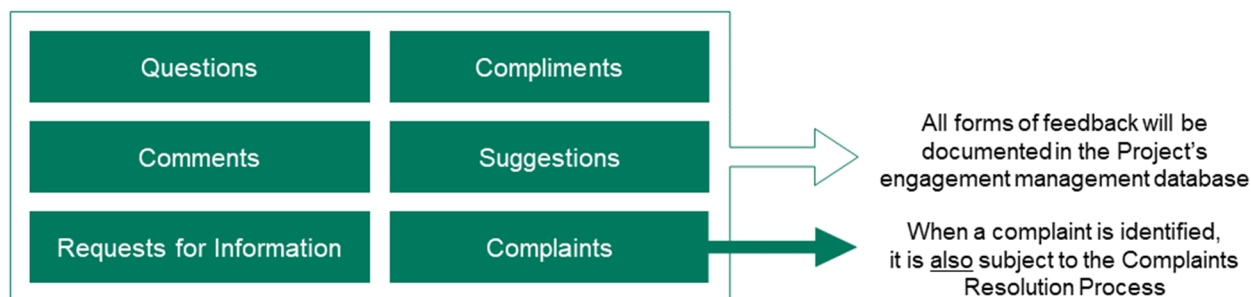 Questions
Compliments
Comments
Suggestions
Requests for Information
Complaints
All forms of feedback will be
documented in the Project's
engagement management database
When a complaint is identified,
it is also subject to the Complaints
Resolution Process